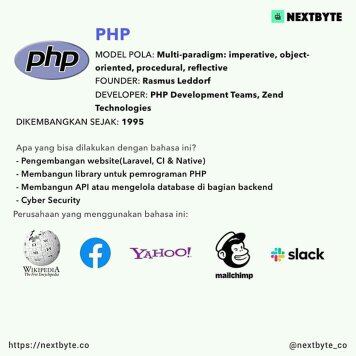 NEXTBYTE
PHP
php
MODEL POLA: Multi-paradigm: imperative, object-
oriented, procedural, reflective
FOUNDER: Rasmus Leddorf
DEVELOPER: PHP Development Teams, Zend
Technologies
DIKEMBANGKAN SEJAK: 1995
Apa yang bisa dilakukan dengan bahasa ini?
- Pengembangan website(Laravel, CI & Native)
- Membangun library untuk pemrograman PHP
- Membangun API atau mengelola database di bagian backend
- Cyber Security
Perusahaan yang menggunakan bahasa ini:
WIKIPEDIA
The Free Encyclopedia
f
YAHOO!
mailchimp
slack
https://nextbyte.co
@nextbyte_co